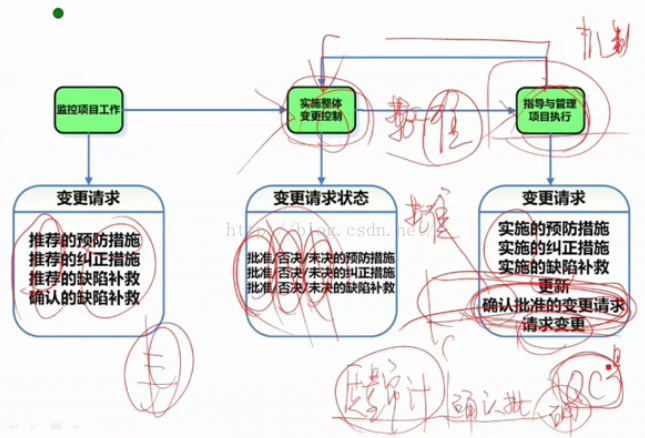 监控项目工作
实施整体
变更控制
指导与管理
项目执行
变更请求
推荐的预防措施
推荐的纠正措施
推荐的缺陷补救
确认的缺陷补救
变更请求状态
批准/否决/未决的预防措施
批准/否决/未决的纠正措施
批准/否决/未决的缺陷补救
变更请求
实施的预防措施
实施的纠正措施
实施的缺陷补救
更新
确认批准的变更请求
请求变更
http://blog.csdn.net
批准
确认批
QC